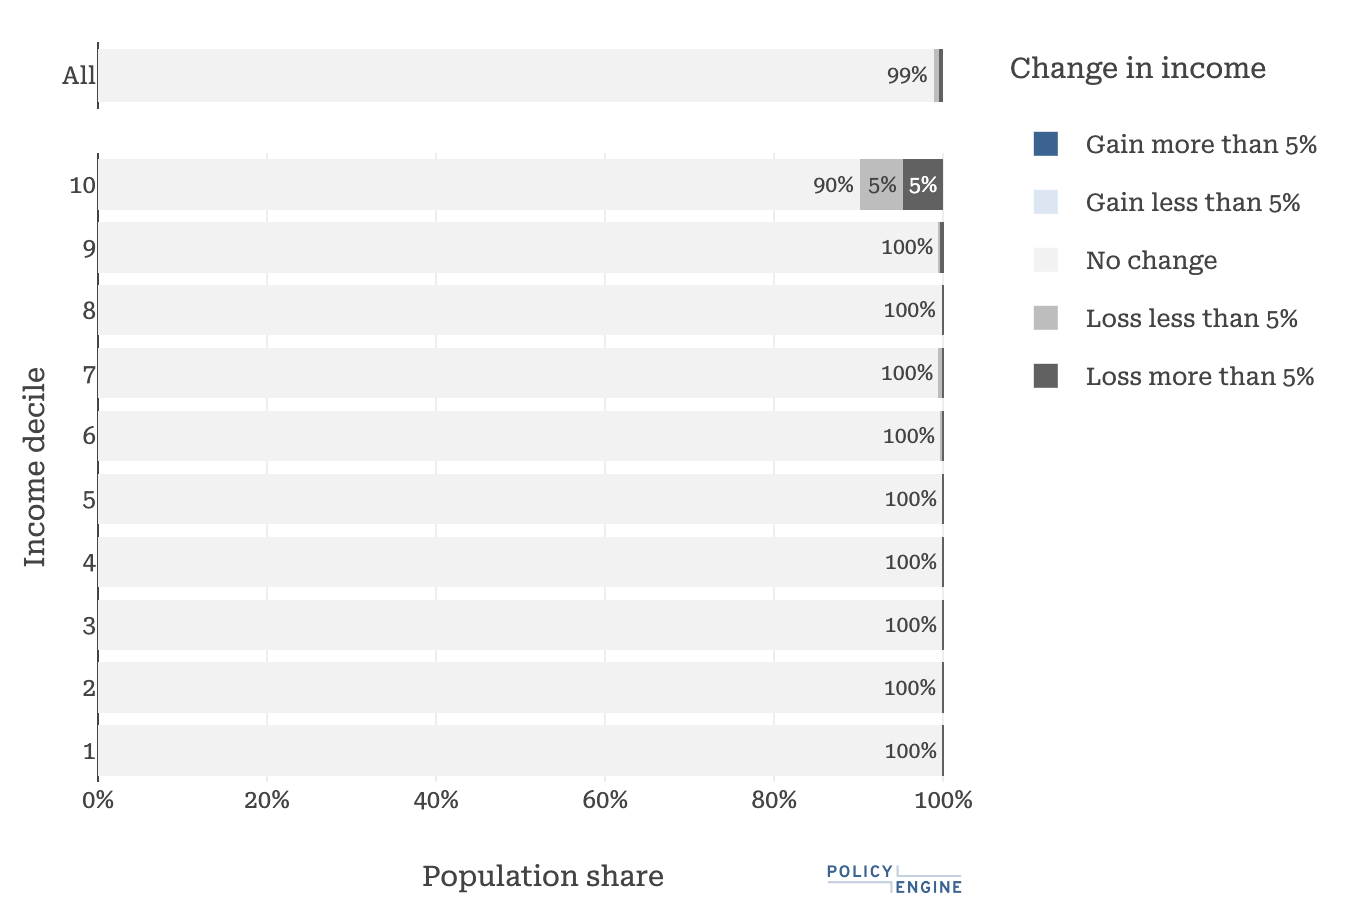 All
99%
Change in income
Gain more than 5%
Gain less than 5%
No change
Loss less than 5%
Loss more than 5%
Income decile
10
90%
5%
5%
9
100%
8
100%
7
100%
6
100%
5
100%
4
100%
3
100%
2
100%
1
100%
0%
20%
40%
60%
80%
100%
Population share
POLICY
ENGINE